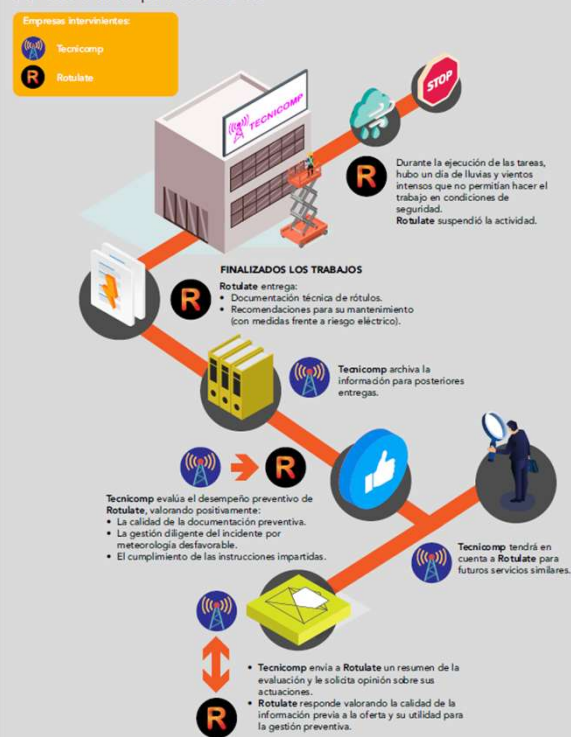 Empresas intervinientes:
Tecnicomp
R
Rotulate
STOP
TECNICOMP
R
Durante la ejecución de las tareas,
hubo un día de lluvias y vientos
intensos que no permitían hacer el
trabajo en condiciones de
seguridad.
Rotulate suspendió la actividad.
FINALIZADOS LOS TRABAJOS
R
Rotulate entrega:
• Documentación técnica de rótulos.
• Recomendaciones para su mantenimiento
(con medidas frente a riesgo eléctrico).
Tecnicomp archiva la
información para posteriores
entregas.
R
Tecnicomp evalúa el desempeño preventivo de
Rotulate, valorando positivamente:
• La calidad de la documentación preventiva.
• La gestión diligente del incidente por
meteorología desfavorable.
• El cumplimiento de las instrucciones impartidas.
Tecnicomp tendrá en
cuenta a Rotulate para
futuros servicios similares.
• Tecnicomp envía a Rotulate un resumen de la
evaluación y le solicita opinión sobre sus
actuaciones.
• Rotulate responde valorando la calidad de la
información previa a la oferta y su utilidad para
la gestión preventiva.
R